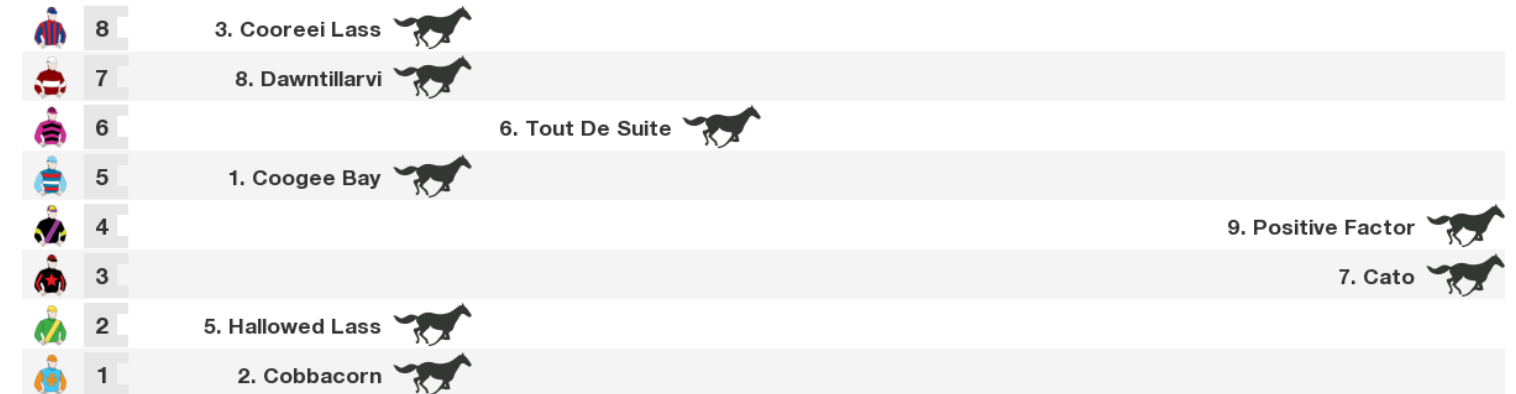 8 3. Cooreei Lass
7 8. Dawntillarvi
6 6. Tout De Suite
5 1. Coogee Bay
4 9. Positive Factor
3 7. Cato
2 5. Hallowed Lass
1 2. Cobbacorn